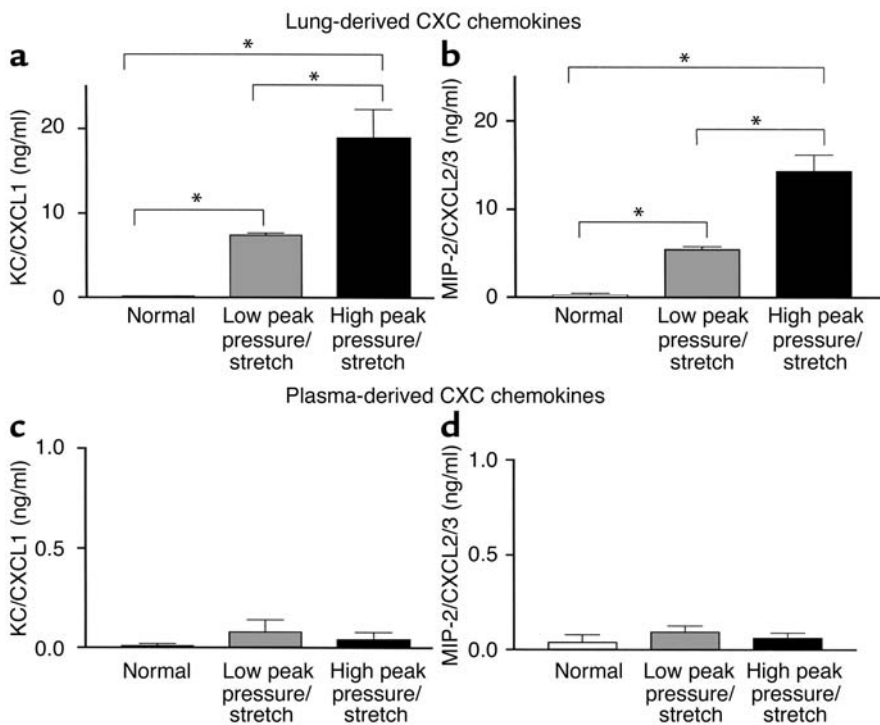 Lung-derived CXC chemokines
a
KC/CXCL1 (ng/ml)
20
10
0
*
*
*
Normal
Low peak
pressure/
stretch
High peak
pressure/
stretch
b
MIP-2/CXCL2/3 (ng/ml)
20
10
0
*
*
*
Normal
Low peak
pressure/
stretch
High peak
pressure/
stretch
Plasma-derived CXC chemokines
c
KC/CXCL1 (ng/ml)
1.0
0.5
0.0
Normal
Low peak
pressure/
stretch
High peak
pressure/
stretch
d
MIP-2/CXCL2/3 (ng/ml)
1.0
0.5
0.0
Normal
Low peak
pressure/
stretch
High peak
pressure/
stretch